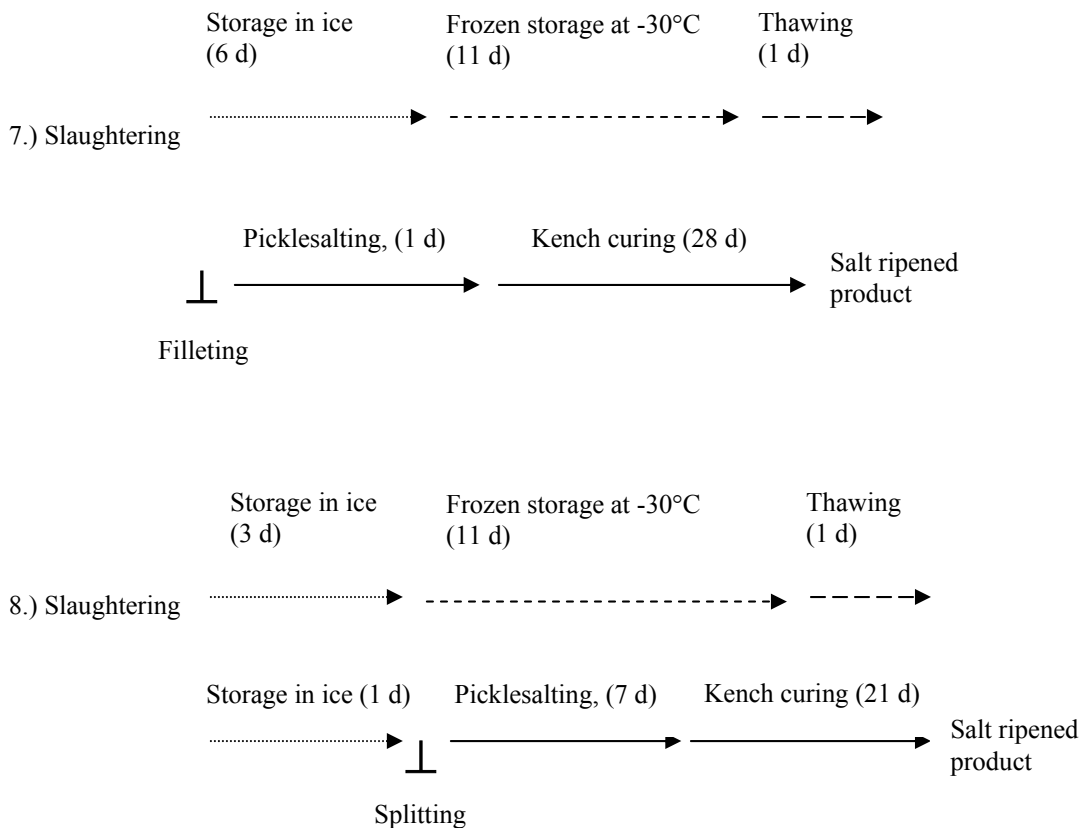 Storage in ice
(6 d)
Frozen storage at -30°C
(11 d)
Thawing
(1 d)
7.) Slaughtering
Picklesalting, (1 d)
Kench curing (28 d)
Salt ripened
product
Filleting
Storage in ice
(3 d)
Frozen storage at -30°C
(11 d)
Thawing
(1 d)
8.) Slaughtering
Storage in ice (1 d)
Picklesalting, (7 d)
Kench curing (21 d)
Salt ripened
product
Splitting